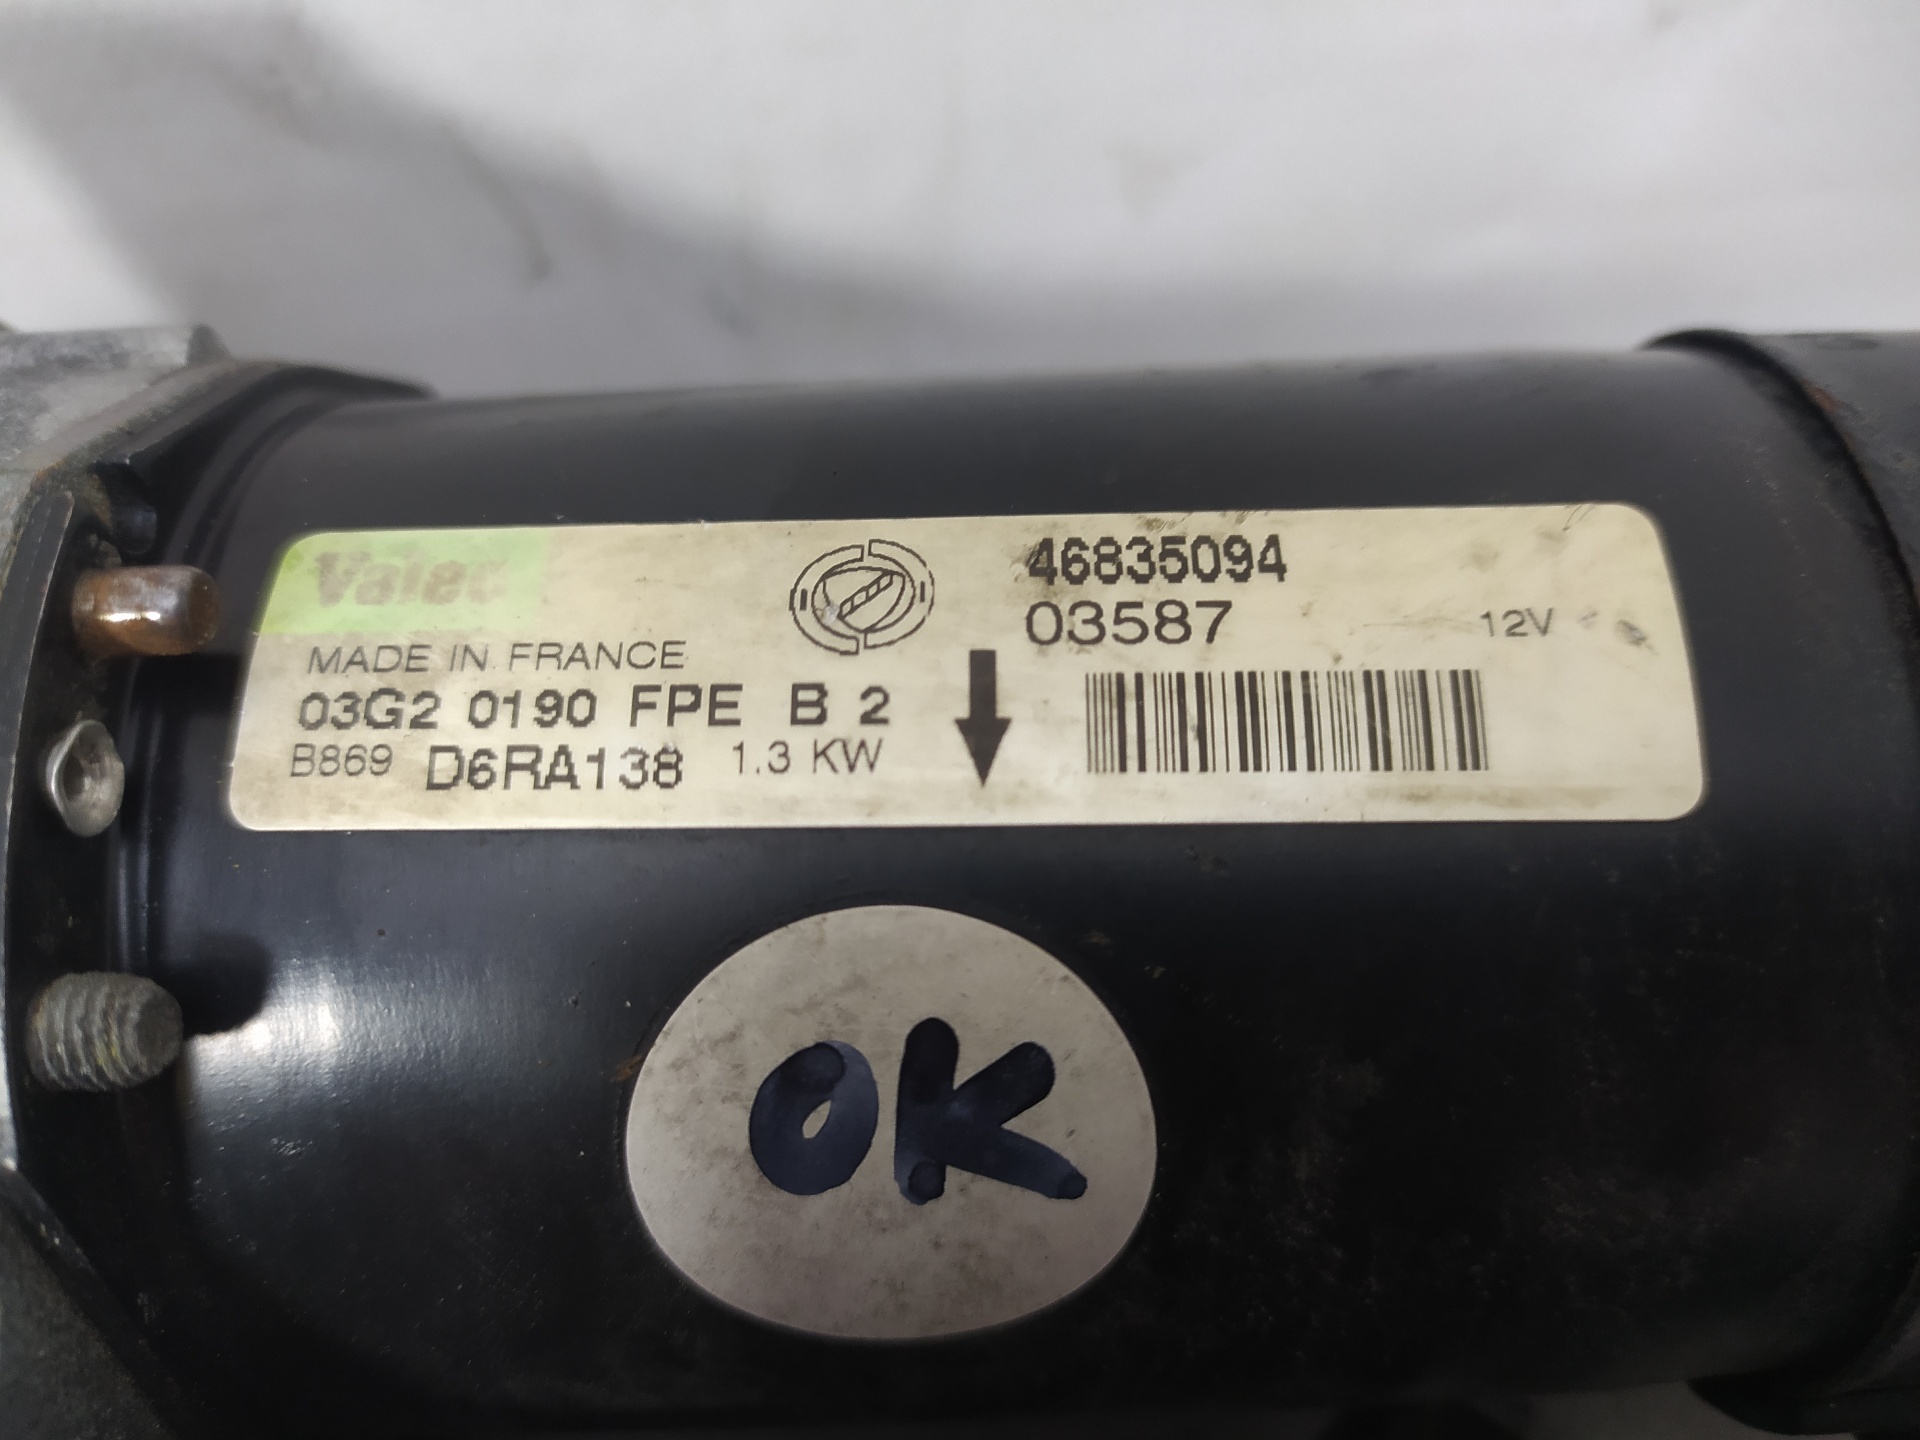 Valeo
46835094
03587
12V
MADE IN FRANCE
03G2 0190 FPE B 2
B869 D6RA138 1.3 KW
OK